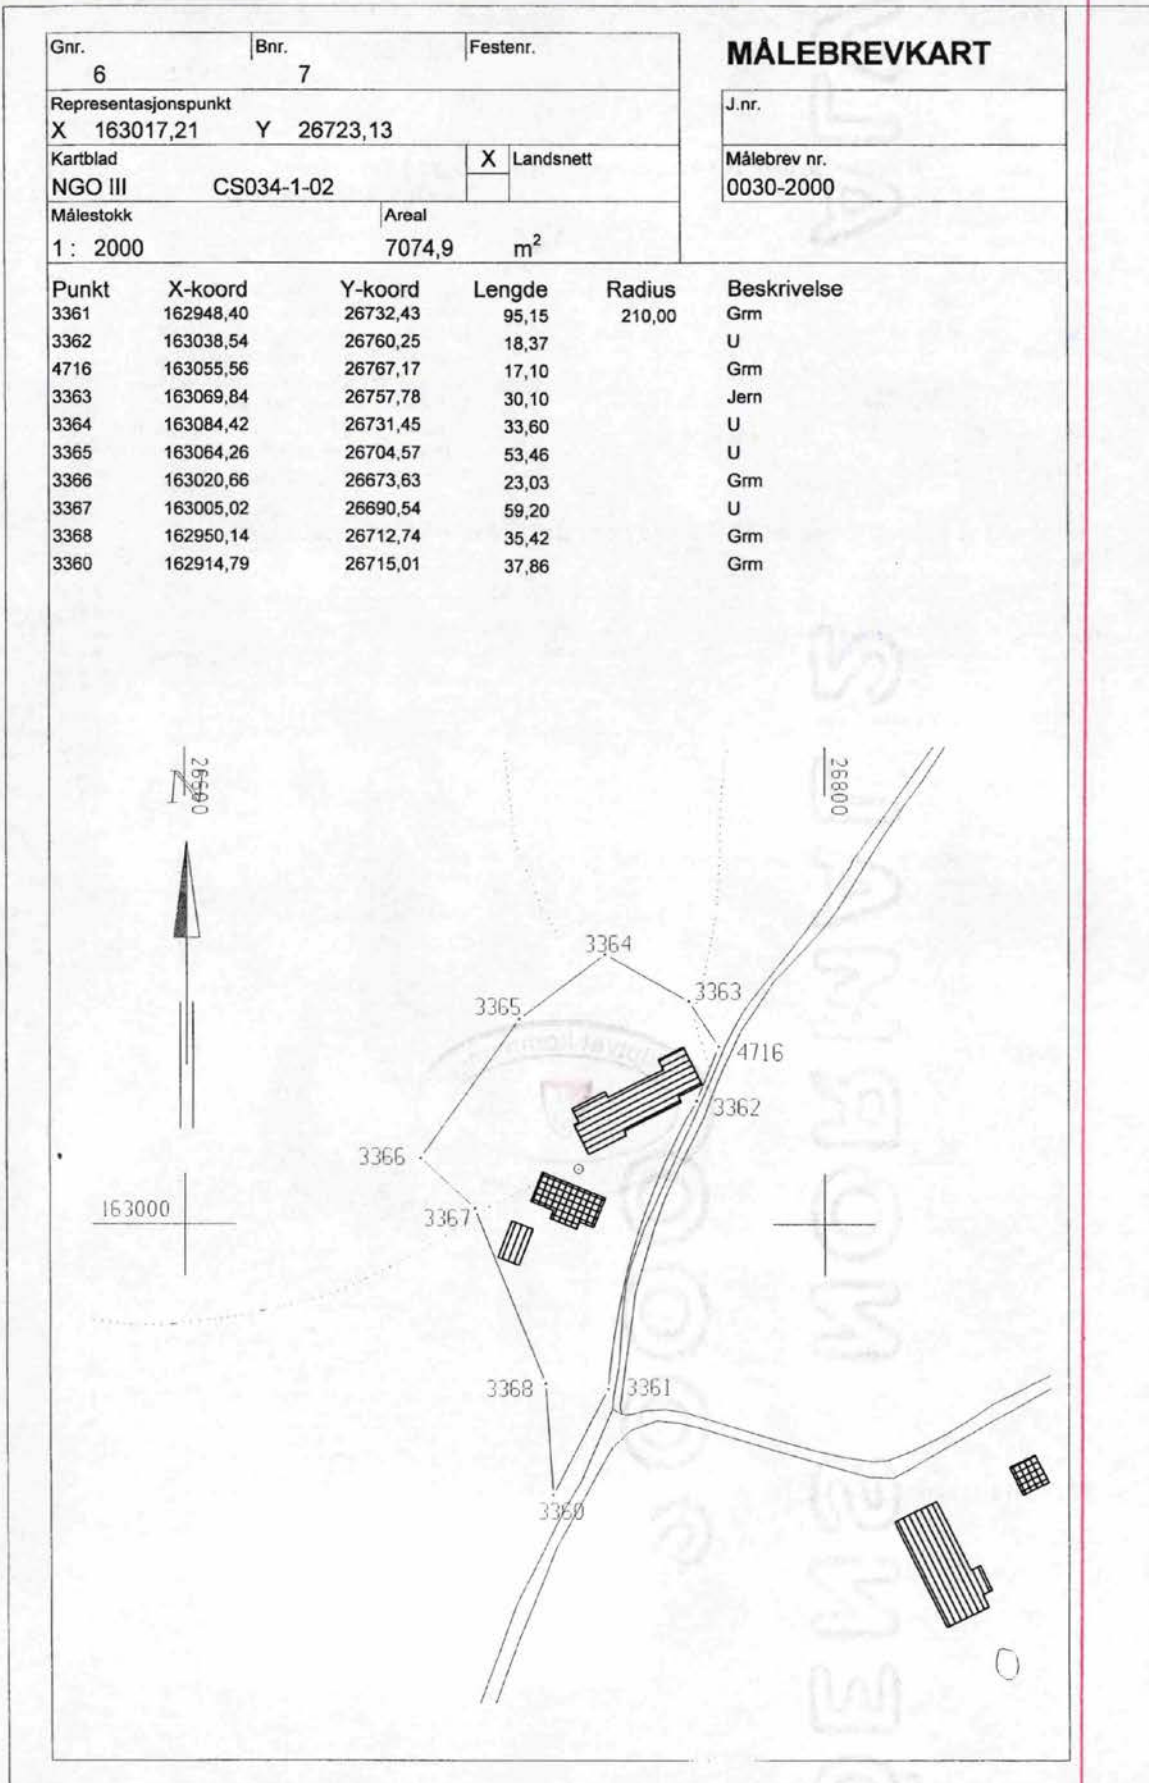 Gnr. Bnr. Festenr. MÅLEBREVKART
6 7
Representasjonspunkt J.nr.
X 163017,21 Y 26723,13
Kartblad X Landsnett Målebrev nr.
NGO III CS034-1-02 0030-2000
Målestokk Areal
1 : 2000 7074,9 m²
Punkt X-koord Y-koord Lengde Radius Beskrivelse
3361 162948,40 26732,43 95,15 210,00 Grm
3362 163038,54 26760,25 18,37 U
4716 163055,56 26767,17 17,10 Grm
3363 163069,84 26757,78 30,10 Jern
3364 163084,42 26731,45 33,60 U
3365 163064,26 26704,57 53,46 U
3366 163020,66 26673,63 23,03 Grm
3367 163005,02 26690,54 59,20 U
3368 162950,14 26712,74 35,42 Grm
3360 162914,79 26715,01 37,86 Grm
N 26600 26800
3364
3363
3365
4716
3362
3366
163000
3367
3368 3361
3360